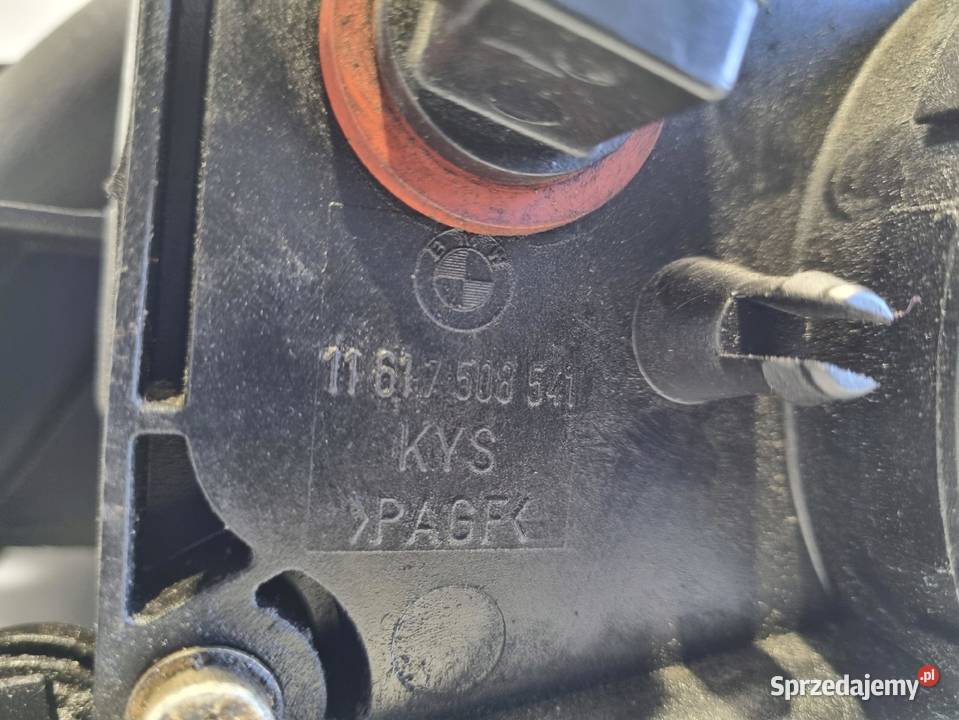 BMW
11 61.7 508 541
KYS
>PAGF<
Sprzedajemy.pl